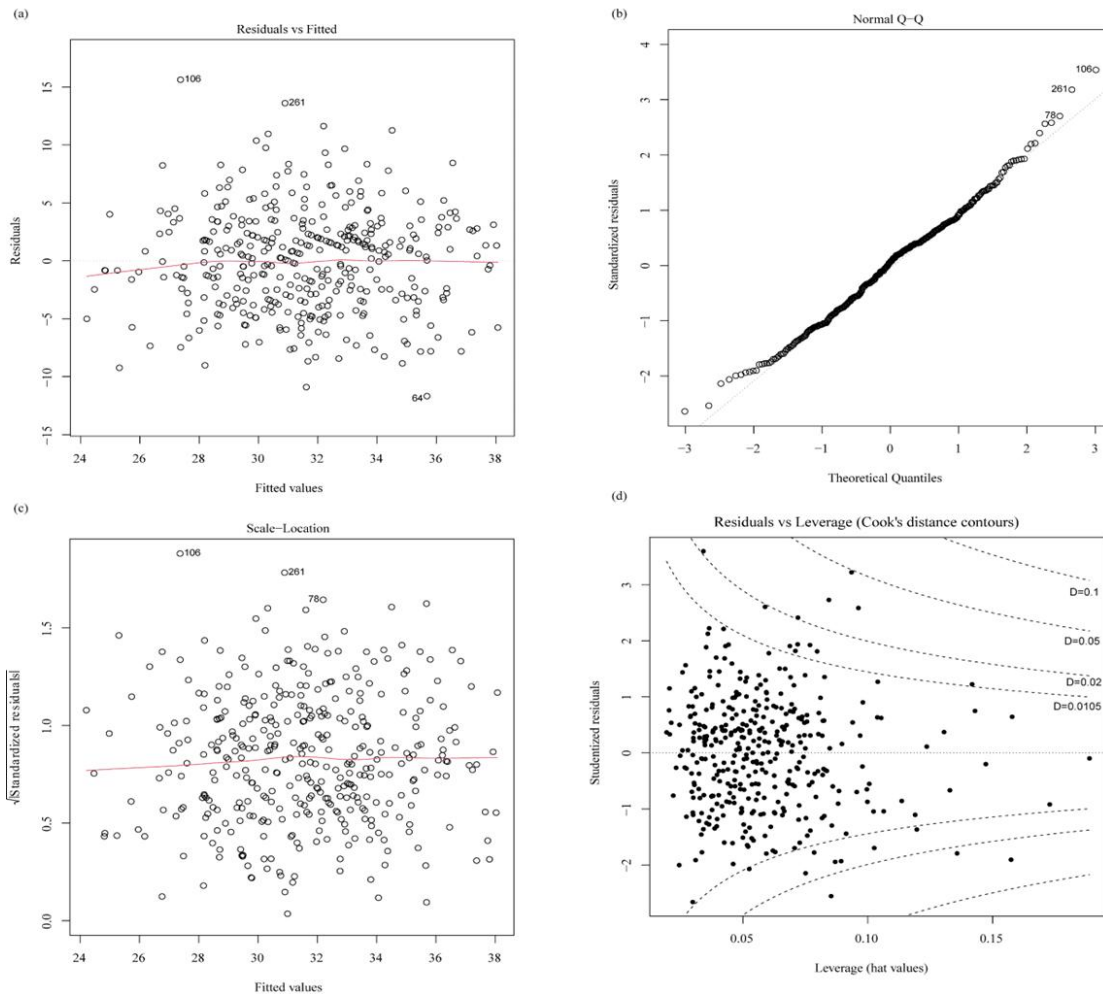 (a)
Residuals vs Fitted
Residuals
15
10
5
0
−5
−10
−15
106
261
64
24 26 28 30 32 34 36 38
Fitted values
(b)
Normal Q−Q
Standardized residuals
4
3
2
1
0
−1
−2
106
261
78
−3 −2 −1 0 1 2 3
Theoretical Quantiles
(c)
Scale−Location
√|Standardized residuals|
1.5
1.0
0.5
0.0
106
261
78
24 26 28 30 32 34 36 38
Fitted values
(d)
Residuals vs Leverage (Cook's distance contours)
Studentized residuals
3
2
1
0
−1
−2
D=0.1
D=0.05
D=0.02
D=0.0105
0.05 0.10 0.15
Leverage (hat values)